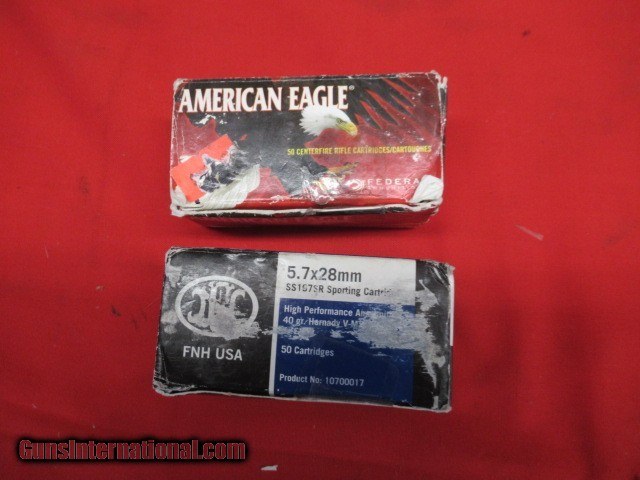 AMERICAN EAGLE®
50 CENTERFIRE RIFLE CARTRIDGES/CARTOUCHES
FEDERAL
5.7x28mm
SS197SR Sporting
High Performance
40 gr. Hornady
FNH USA
50 Cartridges
Product No: 10700017
GunsInternational.com